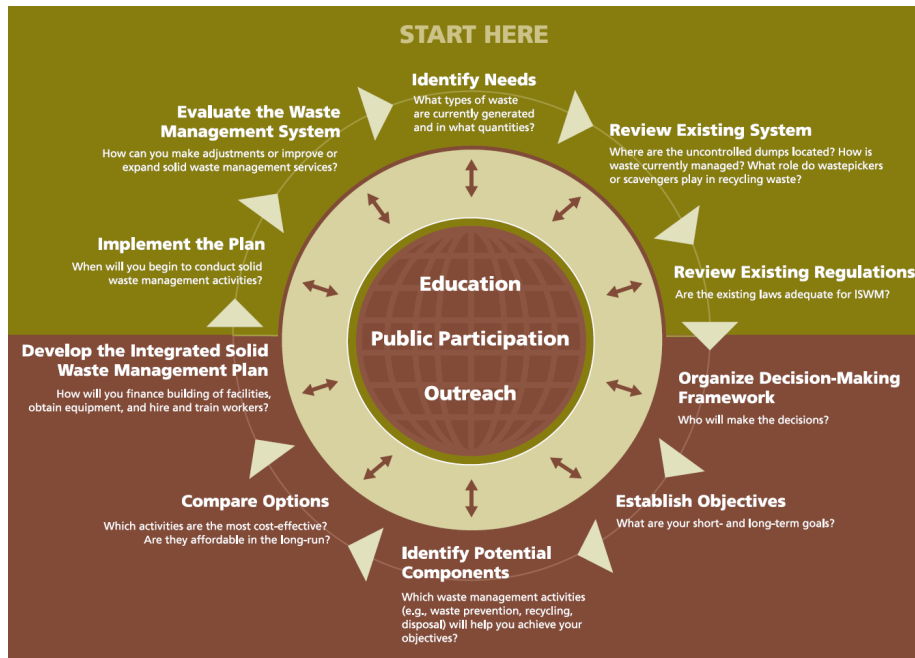 START HERE
Identify Needs
What types of waste
are currently generated
and in what quantities?
Review Existing System
Where are the uncontrolled dumps located? How is
waste currently managed? What role do wastepickers
or scavengers play in recycling waste?
Review Existing Regulations
Are the existing laws adequate for ISWM?
Organize Decision-Making
Framework
Who will make the decisions?
Establish Objectives
What are your short- and long-term goals?
Identify Potential
Components
Which waste management activities
(e.g., waste prevention, recycling,
disposal) will help you achieve your
objectives?
Compare Options
Which activities are the most cost-effective?
Are they affordable in the long-run?
Develop the Integrated Solid
Waste Management Plan
How will you finance building of facilities,
obtain equipment, and hire and train workers?
Implement the Plan
When will you begin to conduct solid
waste management activities?
Evaluate the Waste
Management System
How can you make adjustments or improve or
expand solid waste management services?
Education
Public Participation
Outreach